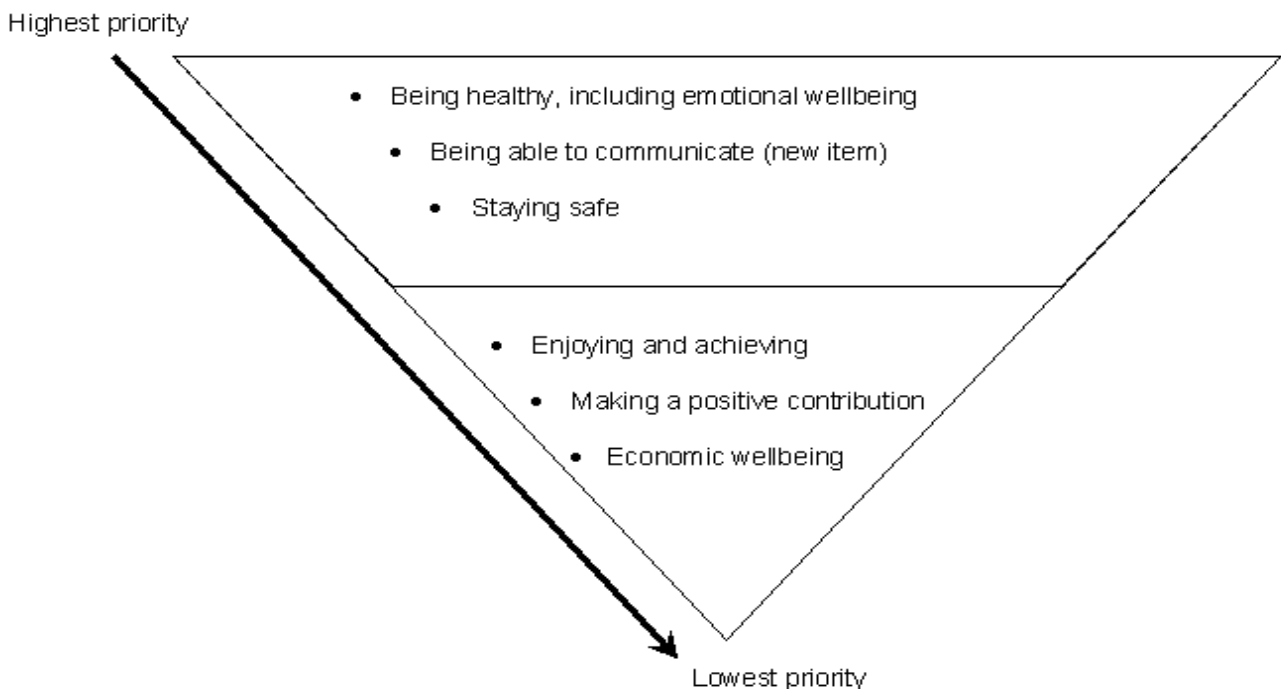 Highest priority
• Being healthy, including emotional wellbeing
• Being able to communicate (new item)
• Staying safe
• Enjoying and achieving
• Making a positive contribution
• Economic wellbeing
Lowest priority